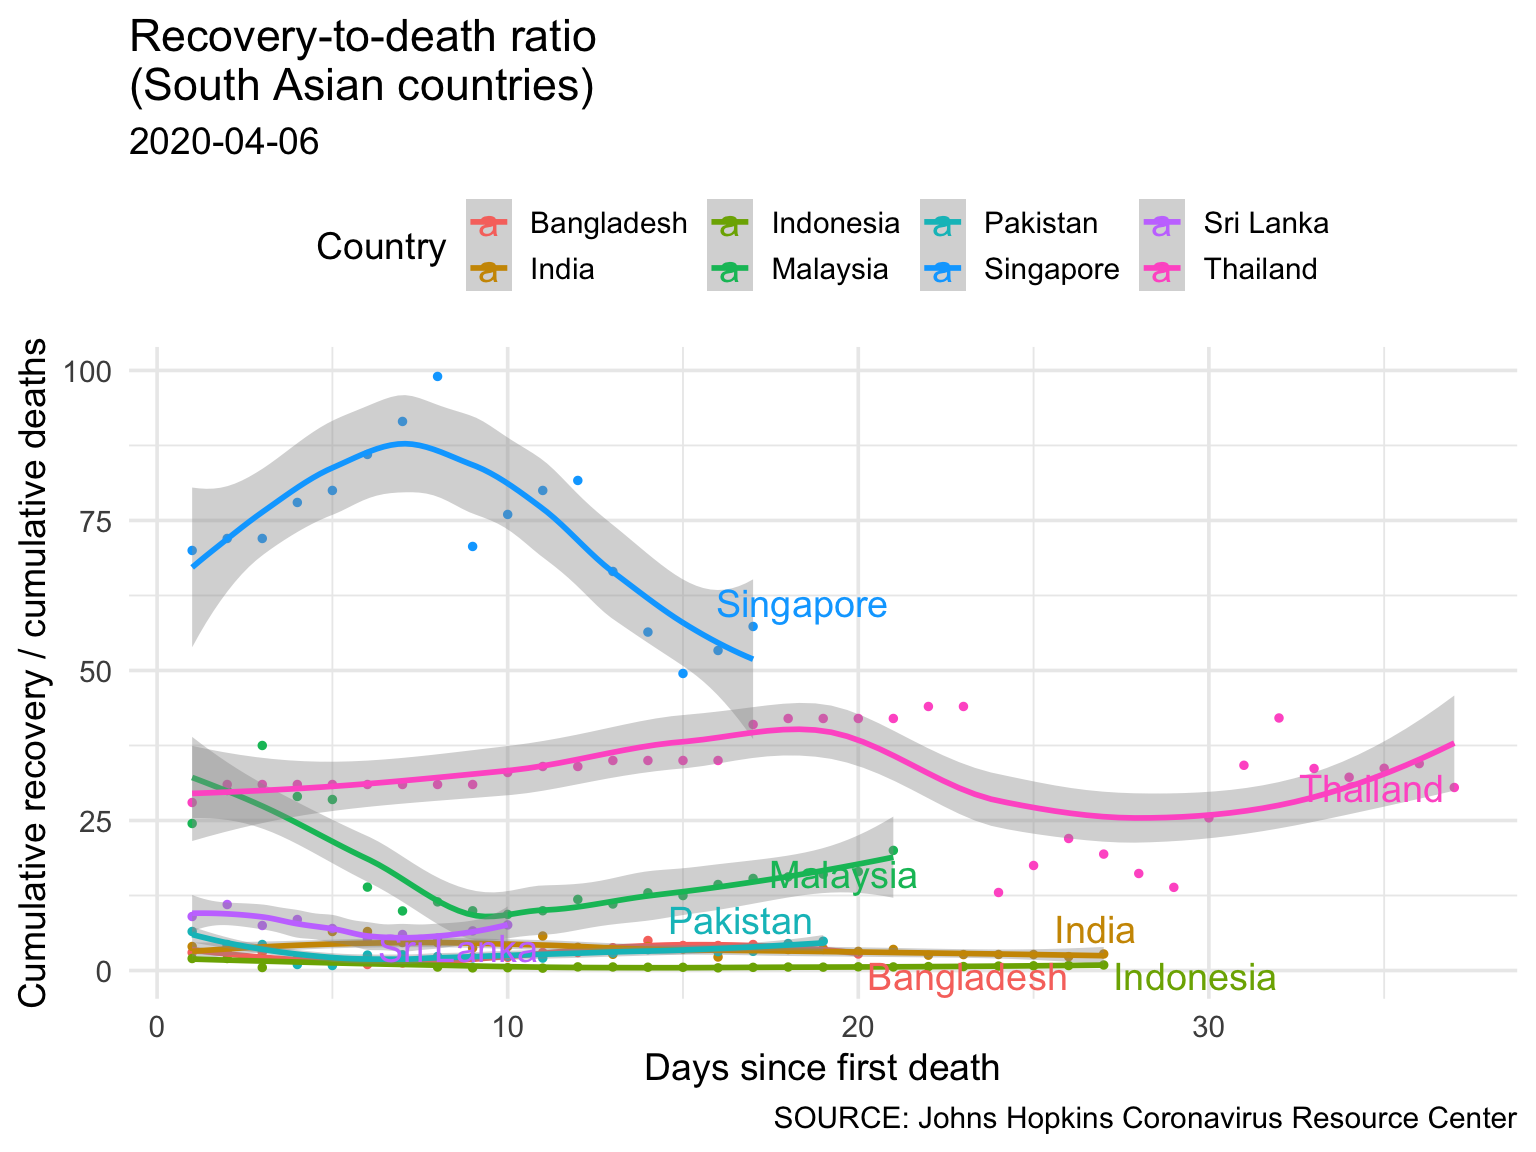 Recovery-to-death ratio
(South Asian countries)
2020-04-06
Country
a Bangladesh a Indonesia a Pakistan a Sri Lanka
a India a Malaysia a Singapore a Thailand
Cumulative recovery / cumulative deaths
100
75
50
25
0
Singapore
Thailand
Malaysia
Pakistan
India
Sri Lanka
Bangladesh
Indonesia
0 10 20 30
Days since first death
SOURCE: Johns Hopkins Coronavirus Resource Center